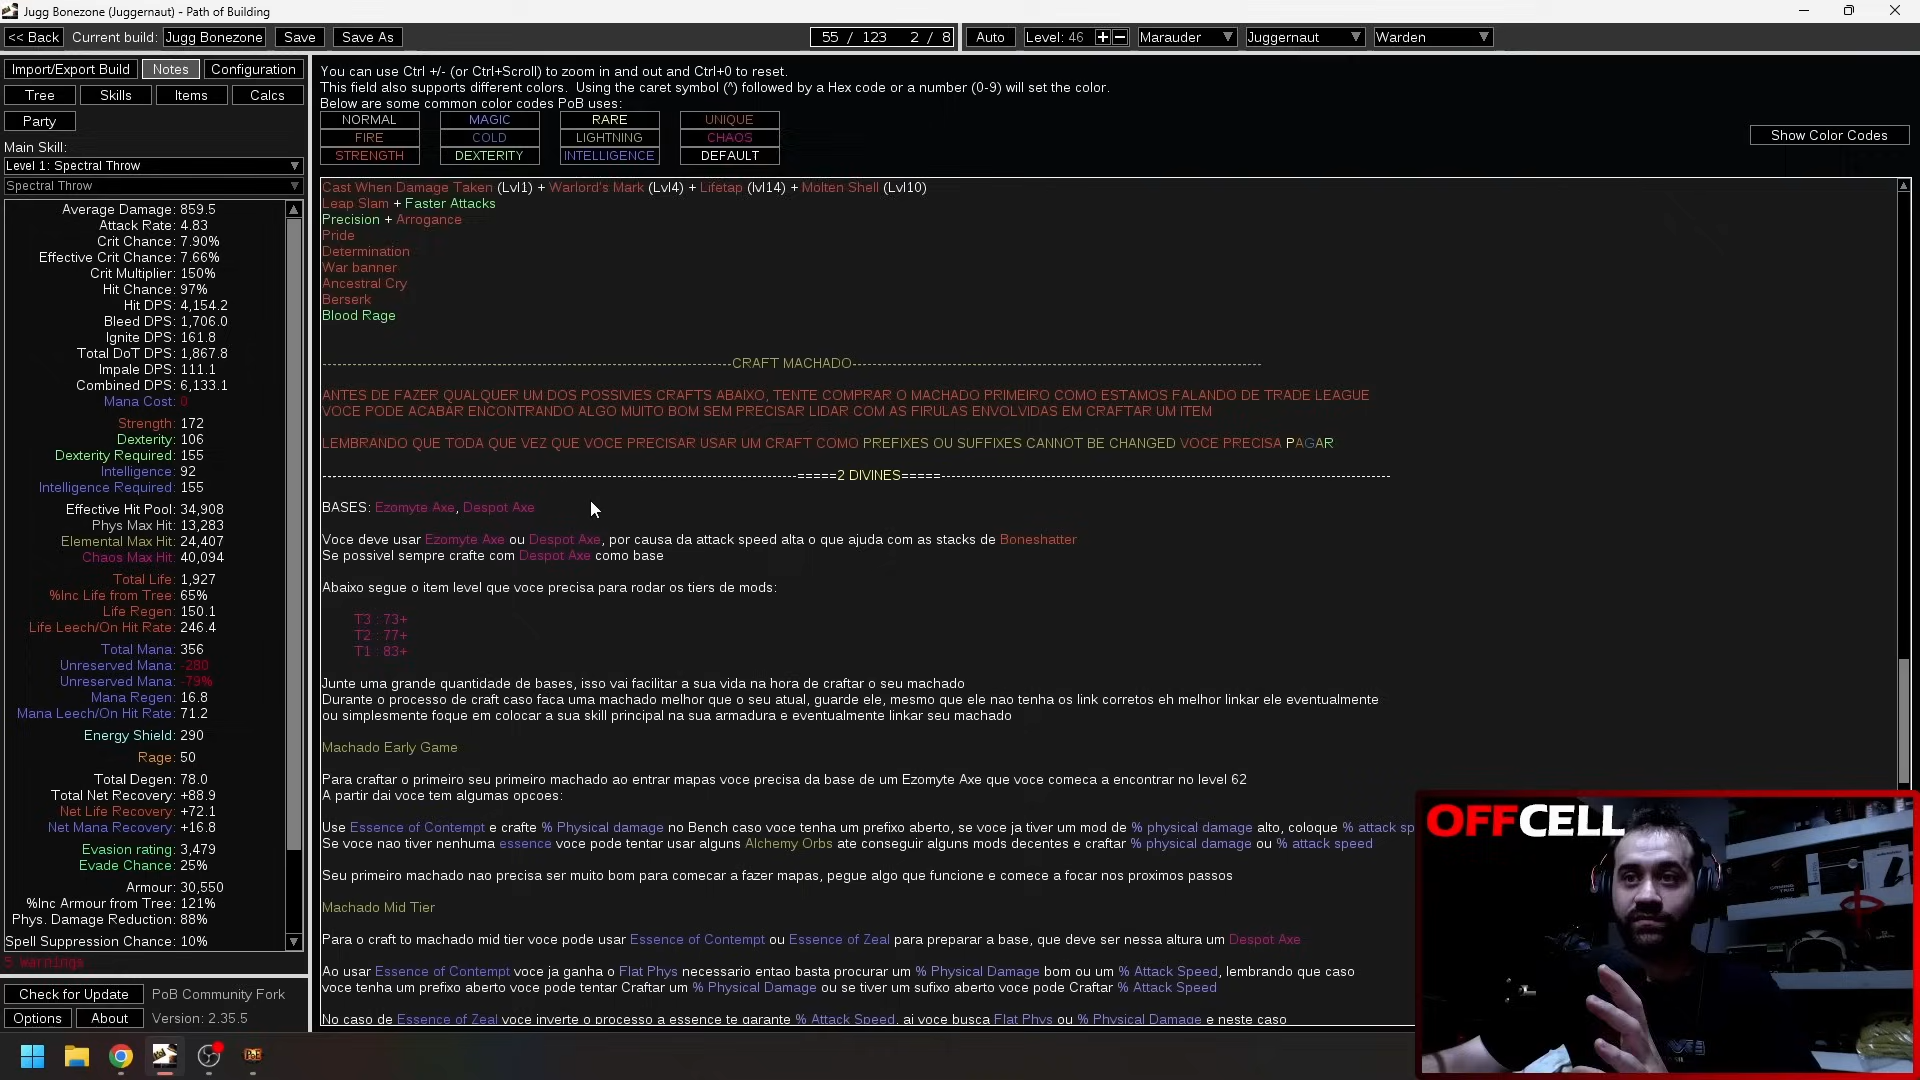 Jugg Bonezone (Juggernaut) - Path of Building
<< Back Current build: Jugg Bonezone Save Save As 55 / 123 2 / 8 Auto Level: 46 + - Marauder Juggernaut Warden
Import/Export Build Notes Configuration
Tree Skills Items Calcs
Party
Main Skill:
Level 1: Spectral Throw
Spectral Throw
Average Damage: 859.5
Attack Rate: 4.83
Crit Chance: 7.90%
Effective Crit Chance: 7.66%
Crit Multiplier: 150%
Hit Chance: 97%
Hit DPS: 4,154.2
Bleed DPS: 1,706.0
Ignite DPS: 161.8
Total DoT DPS: 1,867.8
Impale DPS: 111.1
Combined DPS: 6,133.1
Mana Cost: 0
Strength: 172
Dexterity: 106
Dexterity Required: 155
Intelligence: 92
Intelligence Required: 155
Effective Hit Pool: 34,908
Phys Max Hit: 13,283
Elemental Max Hit: 24,407
Chaos Max Hit: 40,094
Total Life: 1,927
%Inc Life from Tree: 65%
Life Regen: 150.1
Life Leech/On Hit Rate: 246.4
Total Mana: 356
Unreserved Mana: -280
Unreserved Mana: -79%
Mana Regen: 16.8
Mana Leech/On Hit Rate: 71.2
Energy Shield: 290
Rage: 50
Total Degen: 78.0
Total Net Recovery: +88.9
Net Life Recovery: +72.1
Net Mana Recovery: +16.8
Evasion rating: 3,479
Evade Chance: 25%
Armour: 30,550
%Inc Armour from Tree: 121%
Phys. Damage Reduction: 88%
Spell Suppression Chance: 10%
5 Warnings
Check for Update PoB Community Fork
Options About Version: 2.35.5
You can use Ctrl +/- (or Ctrl+Scroll) to zoom in and out and Ctrl+0 to reset.
This field also supports different colors. Using the caret symbol (^) followed by a Hex code or a number (0-9) will set the color.
Below are some common color codes PoB uses:
NORMAL MAGIC RARE UNIQUE
FIRE COLD LIGHTNING CHAOS
STRENGTH DEXTERITY INTELLIGENCE DEFAULT
Show Color Codes
Cast When Damage Taken (Lvl1) + Warlord's Mark (Lvl4) + Lifetap (lvl14) + Molten Shell (Lvl10)
Leap Slam + Faster Attacks
Precision + Arrogance
Pride
Determination
War banner
Ancestral Cry
Berserk
Blood Rage
----------CRAFT MACHADO----------
ANTES DE FAZER QUALQUER UM DOS POSSIVIES CRAFTS ABAIXO, TENTE COMPRAR O MACHADO PRIMEIRO COMO ESTAMOS FALANDO DE TRADE LEAGUE
VOCE PODE ACABAR ENCONTRANDO ALGO MUITO BOM SEM PRECISAR LIDAR COM AS FIRULAS ENVOLVIDAS EM CRAFTAR UM ITEM
LEMBRANDO QUE TODA QUE VEZ QUE VOCE PRECISAR USAR UM CRAFT COMO PREFIXES OU SUFFIXES CANNOT BE CHANGED VOCE PRECISA PAGAR
----------=====2 DIVINES=====----------
BASES: Ezomyte Axe, Despot Axe
Voce deve usar Ezomyte Axe ou Despot Axe, por causa da attack speed alta o que ajuda com as stacks de Boneshatter
Se possivel sempre crafte com Despot Axe como base
Abaixo segue o item level que voce precisa para rodar os tiers de mods:
T3 : 73+
T2 : 77+
T1 : 83+
Junte uma grande quantidade de bases, isso vai facilitar a sua vida na hora de craftar o seu machado
Durante o processo de craft caso faca uma machado melhor que o seu atual, guarde ele, mesmo que ele nao tenha os link corretos eh melhor linkar ele eventualmente
ou simplesmente foque em colocar a sua skill principal na sua armadura e eventualmente linkar seu machado
Machado Early Game
Para craftar o primeiro seu primeiro machado ao entrar mapas voce precisa da base de um Ezomyte Axe que voce comeca a encontrar no level 62
A partir dai voce tem algumas opcoes:
Use Essence of Contempt e crafte % Physical damage no Bench caso voce tenha um prefixo aberto, se voce ja tiver um mod de % physical damage alto, coloque % attack sp
Se voce nao tiver nenhuma essence voce pode tentar usar alguns Alchemy Orbs ate conseguir alguns mods decentes e craftar % physical damage ou % attack speed
Seu primeiro machado nao precisa ser muito bom para comecar a fazer mapas, pegue algo que funcione e comece a focar nos proximos passos
Machado Mid Tier
Para o craft to machado mid tier voce pode usar Essence of Contempt ou Essence of Zeal para preparar a base, que deve ser nessa altura um Despot Axe
Ao usar Essence of Contempt voce ja ganha o Flat Phys necessario entao basta procurar um % Physical Damage bom ou um % Attack Speed, lembrando que caso
voce tenha um prefixo aberto voce pode tentar Craftar um % Physical Damage ou se tiver um sufixo aberto voce pode Craftar % Attack Speed
No caso de Essence of Zeal voce inverte o processo a essence te garante % Attack Speed, ai voce busca Flat Phys ou % Physical Damage e neste caso
OFFCELL